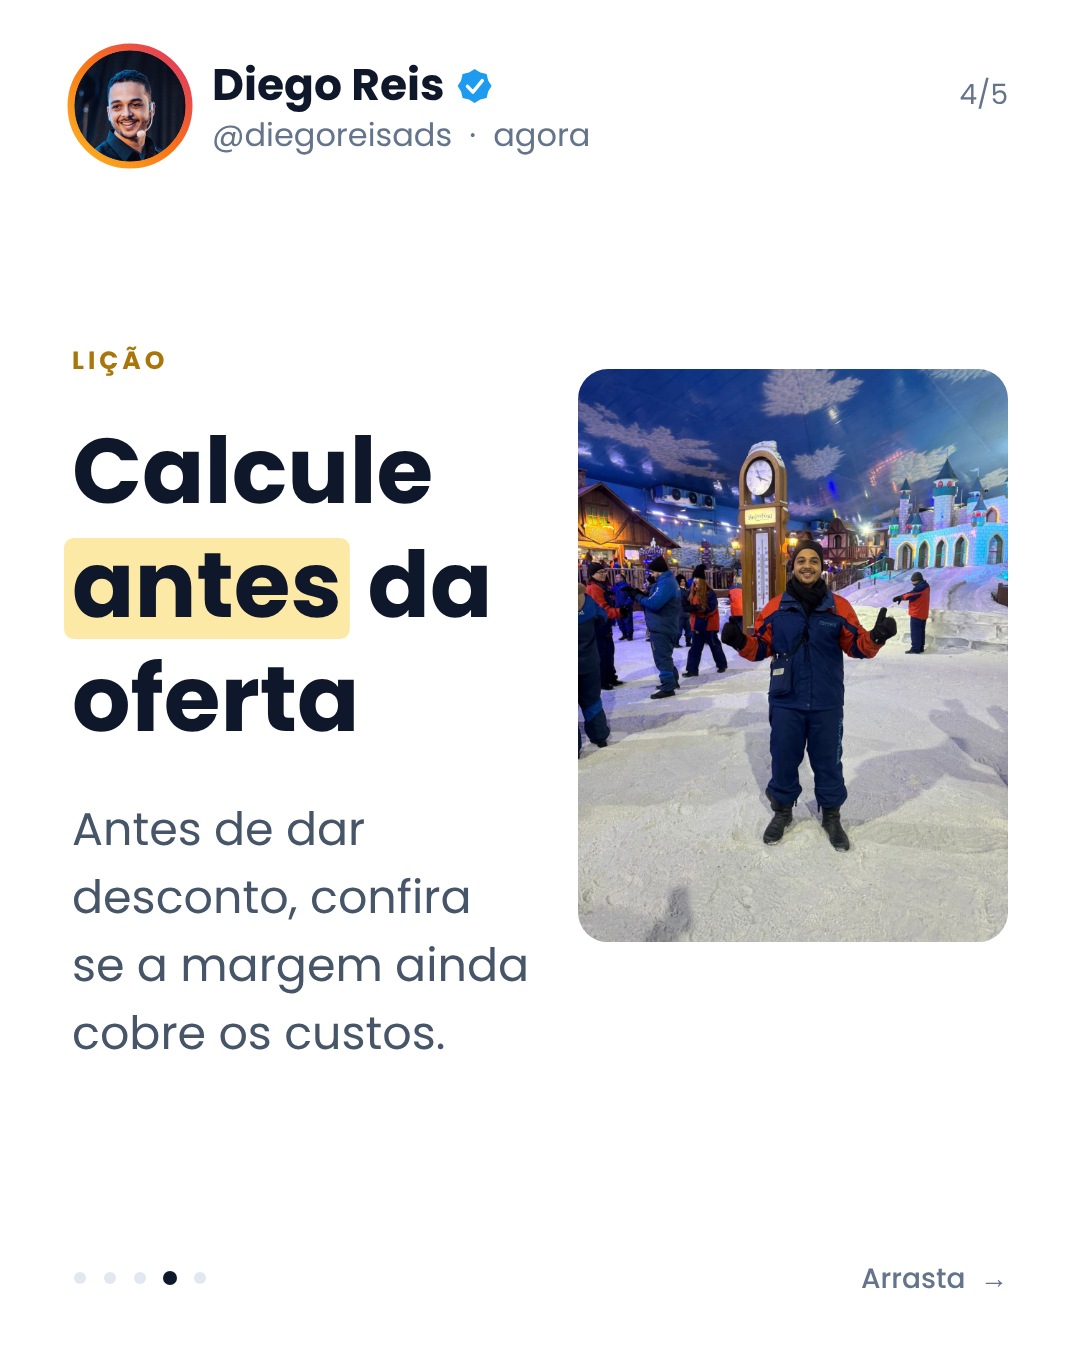 Diego Reis
@diegoreisads · agora
4/5
LIÇÃO
Calcule
antes da
oferta
Antes de dar
desconto, confira
se a margem ainda
cobre os custos.
Arrasta →